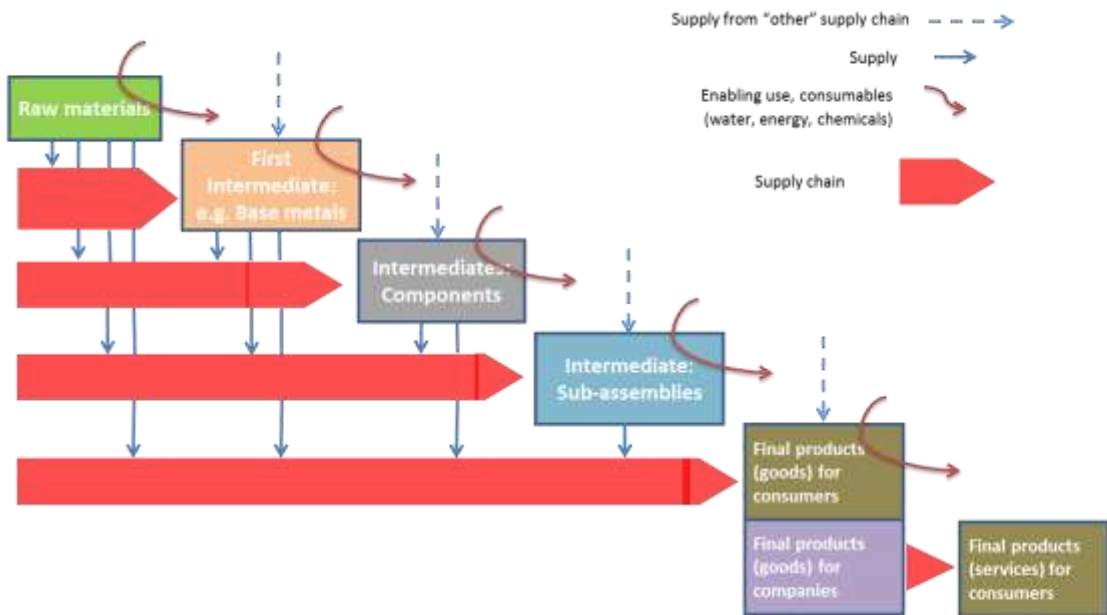 Supply from “other” supply chain
Supply
Enabling use, consumables
(water, energy, chemicals)
Supply chain
Raw materials
First
Intermediate:
e.g. Base metals
Intermediates:
Components
Intermediate:
Sub-assemblies
Final products
(goods) for
consumers
Final products
(goods) for
companies
Final products
(services) for
consumers